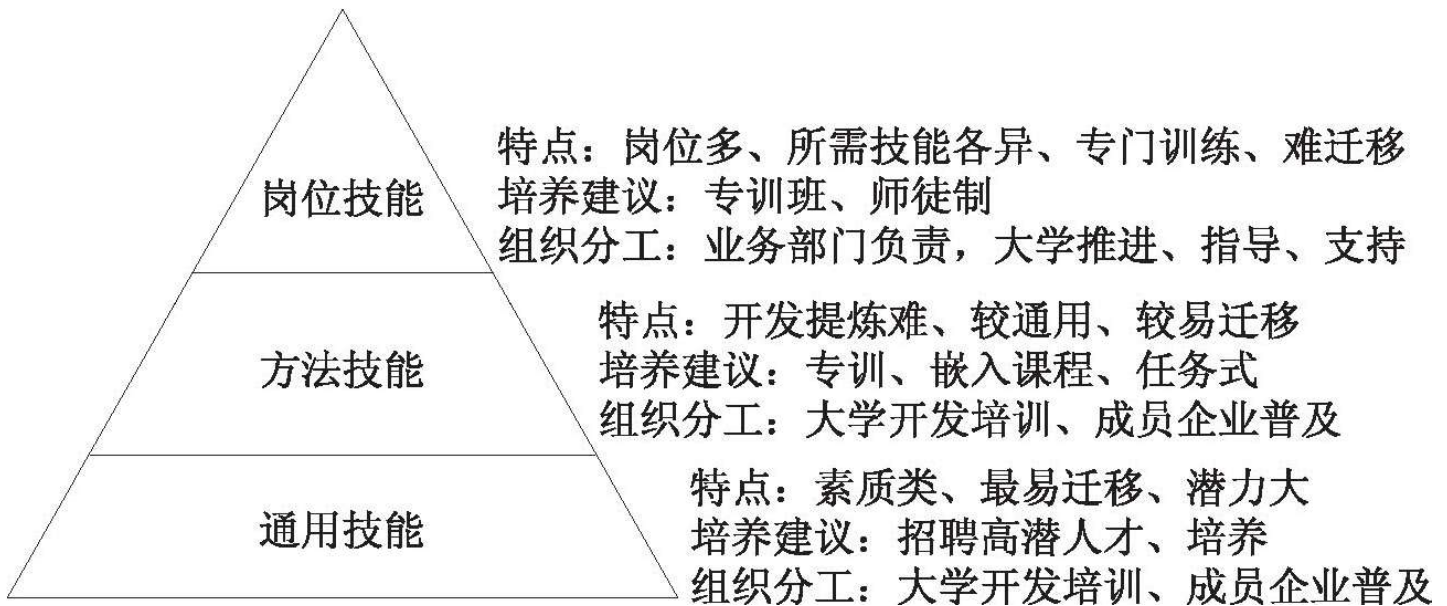 岗位技能
特点：岗位多、所需技能各异、专门训练、难迁移
培养建议：专训班、师徒制
组织分工：业务部门负责，大学推进、指导、支持
方法技能
特点：开发提炼难、较通用、较易迁移
培养建议：专训、嵌入课程、任务式
组织分工：大学开发培训、成员企业普及
通用技能
特点：素质类、最易迁移、潜力大
培养建议：招聘高潜人才、培养
组织分工：大学开发培训、成员企业普及